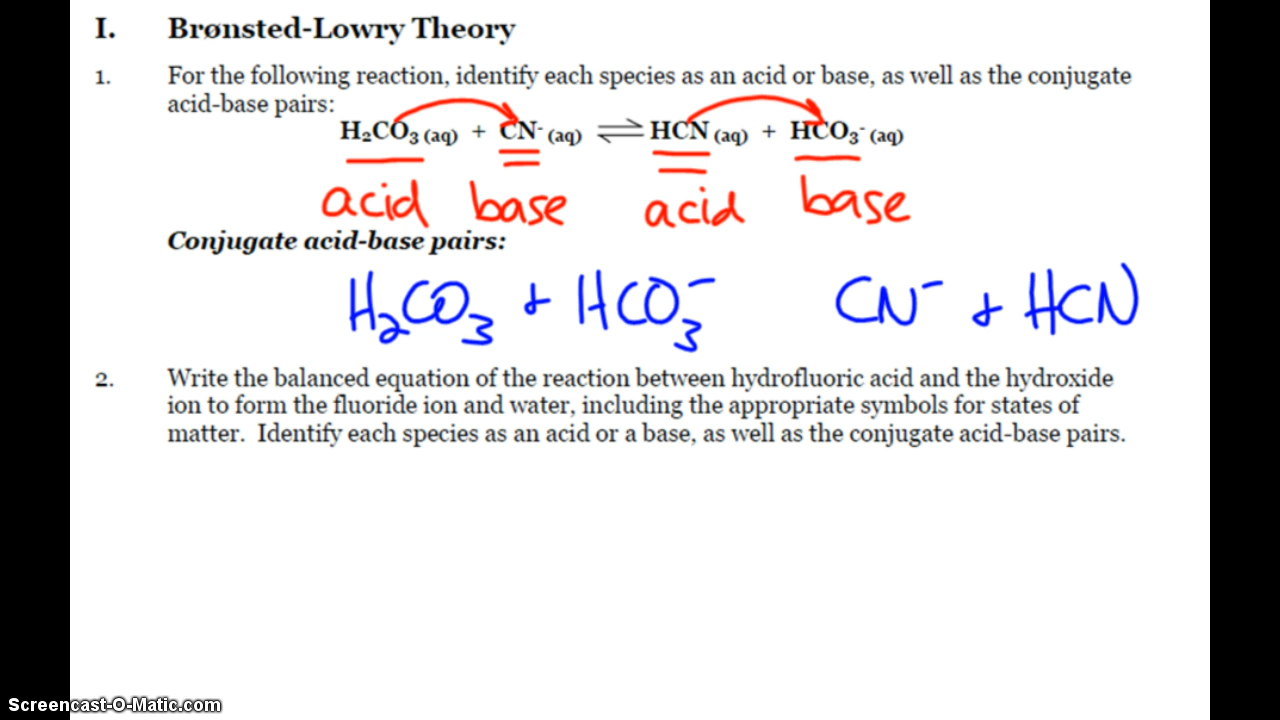 I. Brønsted-Lowry Theory
1. For the following reaction, identify each species as an acid or base, as well as the conjugate
acid-base pairs:
H₂CO₃ (aq) + CN⁻ (aq) ⇌ HCN (aq) + HCO₃⁻ (aq)
acid base acid base
Conjugate acid-base pairs:
H₂CO₃ + HCO₃⁻ CN⁻ + HCN
2. Write the balanced equation of the reaction between hydrofluoric acid and the hydroxide
ion to form the fluoride ion and water, including the appropriate symbols for states of
matter. Identify each species as an acid or a base, as well as the conjugate acid-base pairs.
Screencast-O-Matic.com